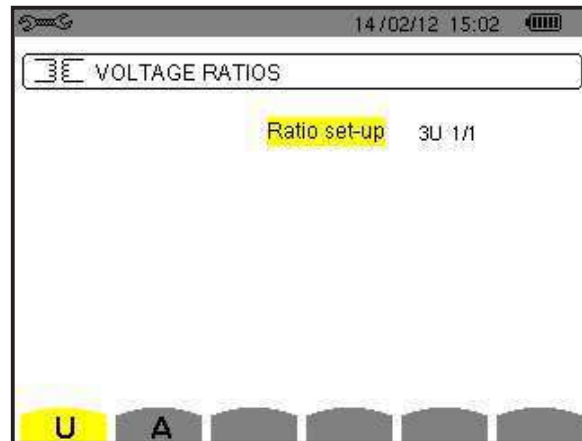 14/02/12 15:02
VOLTAGE RATIOS
Ratio set-up 3U 1/1
U A